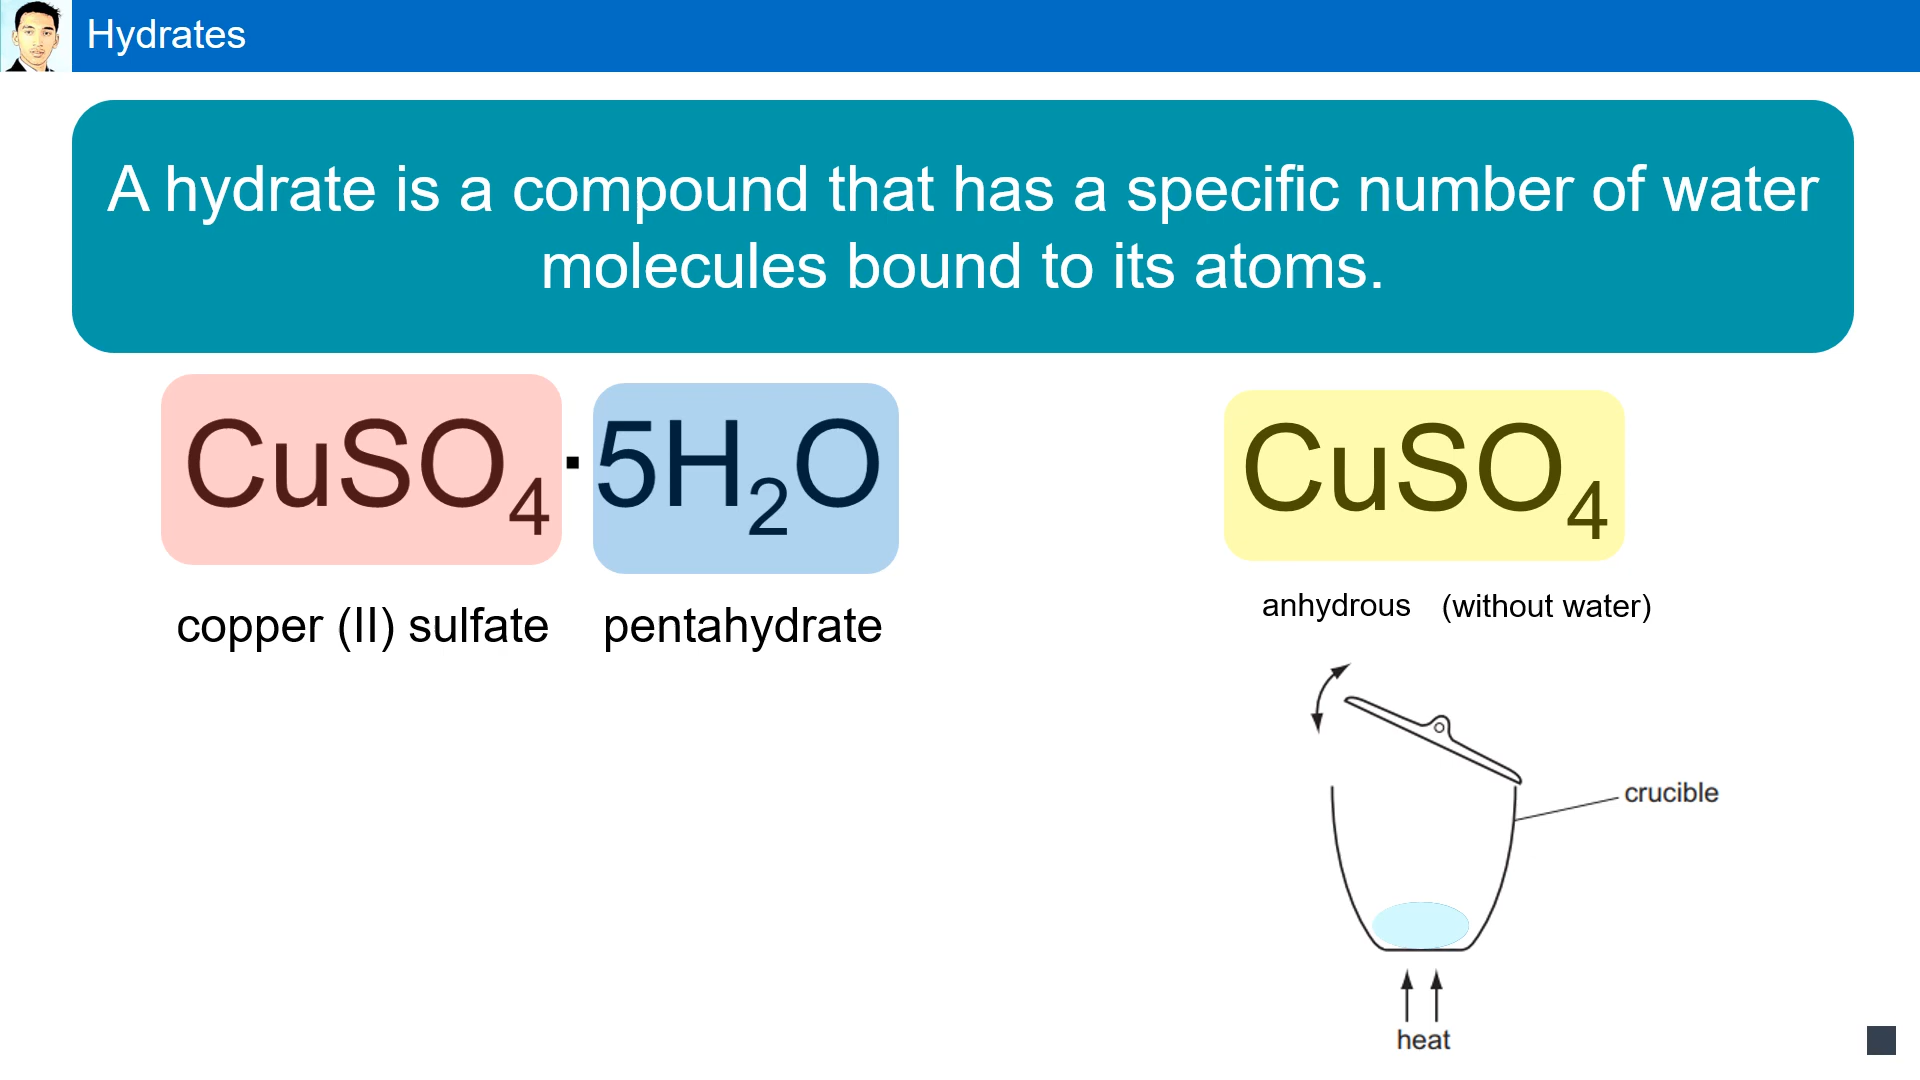 Hydrates
A hydrate is a compound that has a specific number of water
molecules bound to its atoms.
CuSO₄·5H₂O
copper (II) sulfate pentahydrate
CuSO₄
anhydrous (without water)
crucible
heat